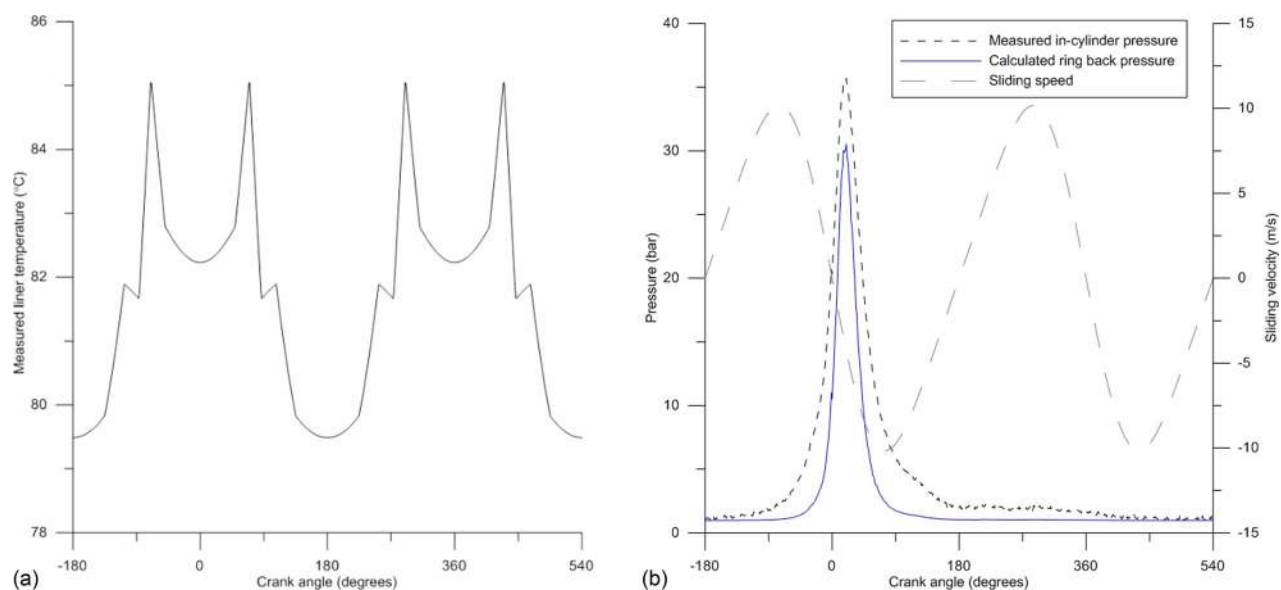 86
84
82
80
78
Measured liner temperature (°C)
-180
0
180
360
540
Crank angle (degrees)
(a)
40
30
20
10
0
Pressure (bar)
Measured in-cylinder pressure
Calculated ring back pressure
Sliding speed
15
10
5
0
-5
-10
-15
Sliding velocity (m/s)
-180
0
180
360
540
Crank angle (degrees)
(b)